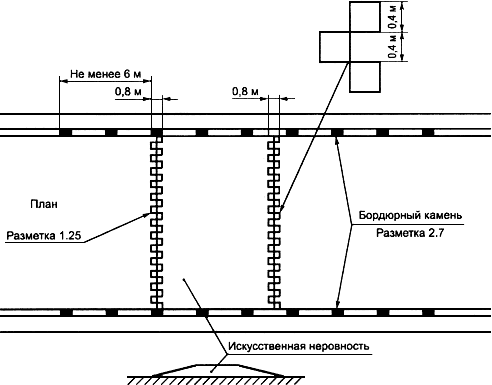 0,4 м
0,4 м
Не менее 6 м
0,8 м
0,8 м
План
Разметка 1.25
Бордюрный камень
Разметка 2.7
Искусственная неровность